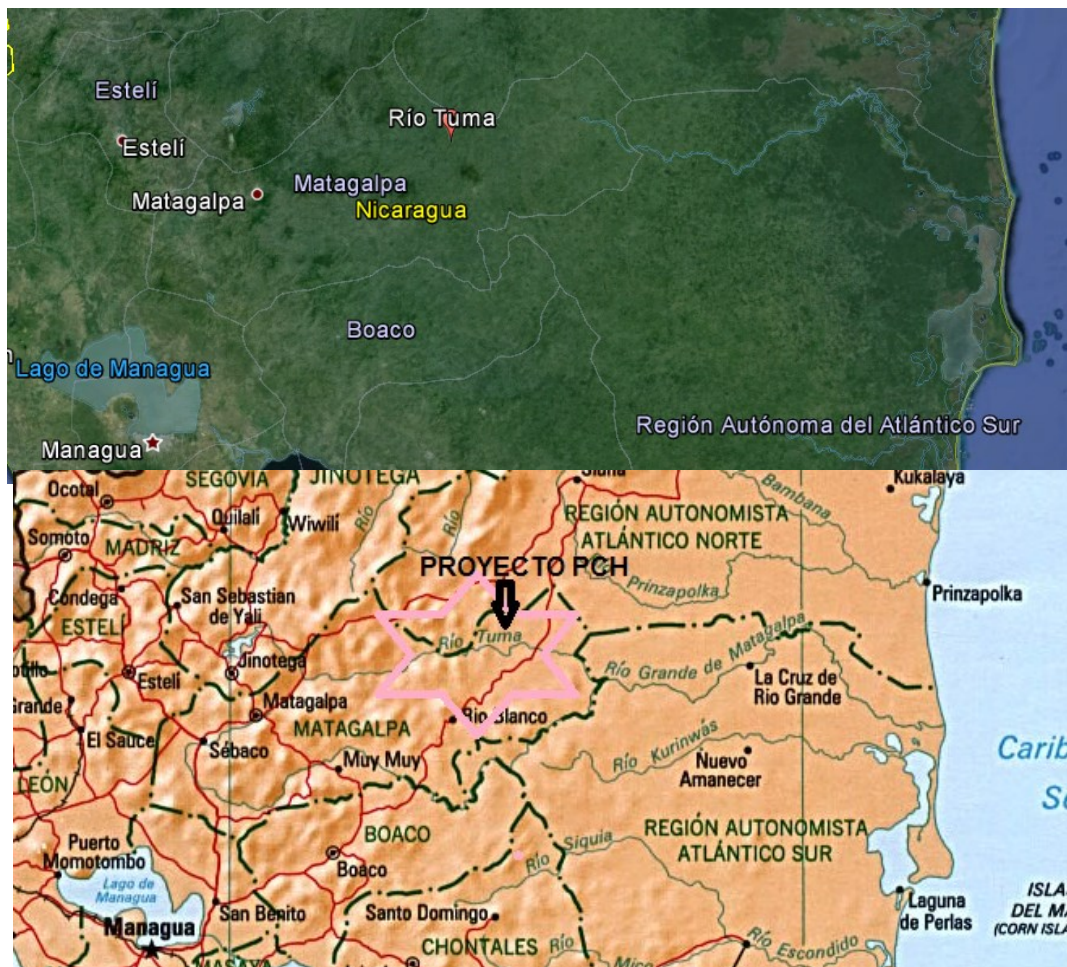 Estelí
Río Tuma
Estelí
Matagalpa
Matagalpa
Nicaragua
Boaco
Lago de Managua
Región Autónoma del Atlántico Sur
Managua
SEGOVIA
JINOTEGA
Kukalaya
Ocotal
Bambana
Quilalí
Wiwilí
Río
Río
REGIÓN AUTONOMISTA
ATLÁNTICO NORTE
Somoto
MADRIZ
PROYECTO PCH
Prinzapolka
Prinzapolka
Condega
San Sebastian
de Yali
ESTELÍ
Río Tuma
Río Grande de Matagalpa
Jinotega
Estelí
La Cruz de
Rio Grande
Grande
Matagalpa
Rio Blanco
MATAGALPA
El Sauce
Sébaco
Muy Muy
Río Kurinwás
Nuevo
Amanecer
Carib
Se
LEÓN
BOACO
Río Siquia
REGIÓN AUTONOMISTA
ATLÁNTICO SUR
Puerto
Momotombo
Boaco
Lago de
Managua
San Benito
Santo Domingo
Laguna
de Perlas
ISLA
DEL MA
(CORN ISLA
Managua
CHONTALES
Río
Río Escondido
MASAYA
Mico